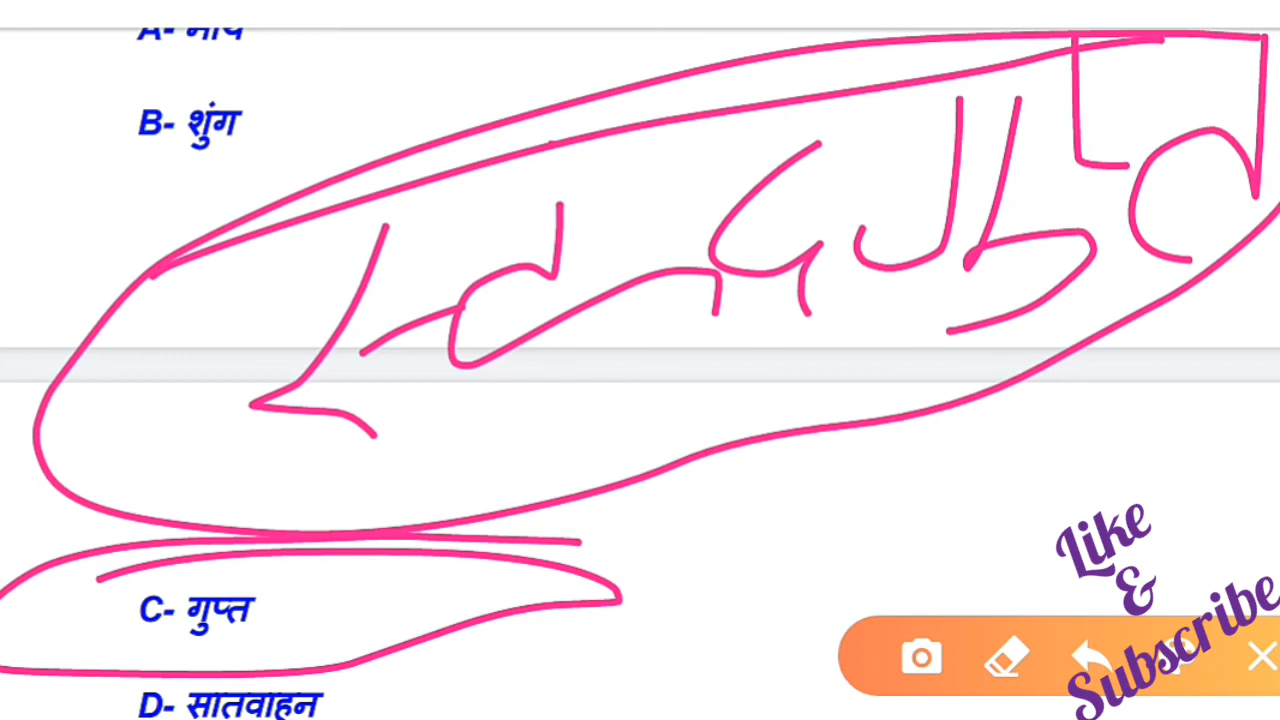 A- मौर्य
B- शुंग
C- गुप्त
Like
&
Subscribe
D- सातवाहन